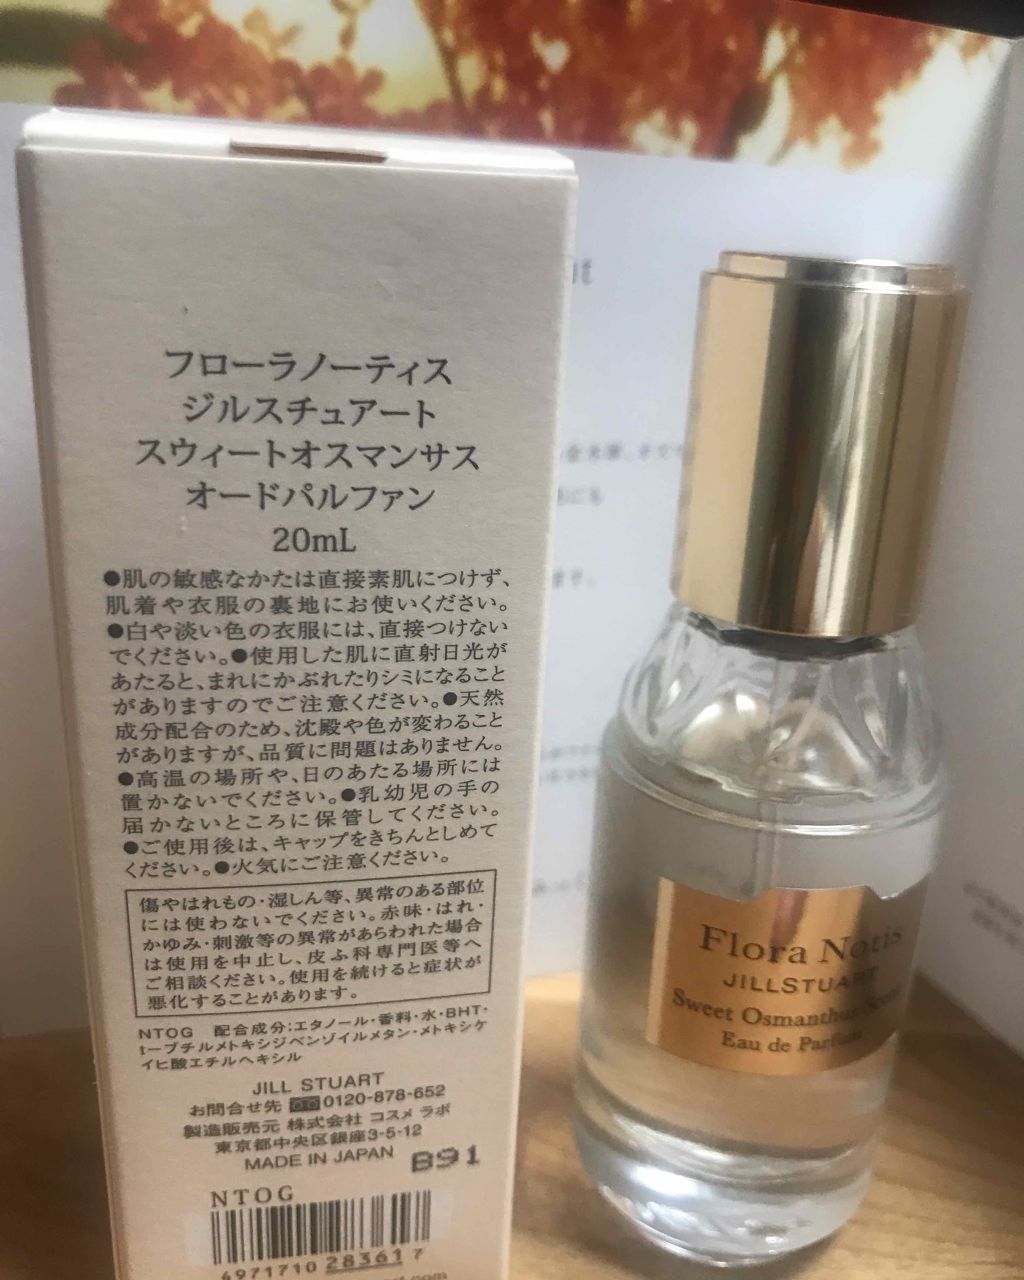 フローラノーティス
ジルスチュアート
スウィートオスマンサス
オードパルファン
20mL
●肌の敏感なかたは直接素肌につけず、
肌着や衣服の裏地にお使いください。
●白や淡い色の衣服には、直接つけない
でください。●使用した肌に直射日光が
あたると、まれにかぶれたりシミになること
がありますのでご注意ください。●天然
成分配合のため、沈殿や色が変わること
がありますが、品質に問題はありません。
●高温の場所や、日のあたる場所には
置かないでください。●乳幼児の手の
届かないところに保管してください。
●ご使用後は、キャップをきちんとしめて
ください。●火気にご注意ください。
傷やはれもの・湿しん等、異常のある部位
には使わないでください。赤味・はれ・
かゆみ・刺激等の異常があらわれた場合
は使用を中止し、皮ふ科専門医等へ
ご相談ください。使用を続けると症状が
悪化することがあります。
NTOG 配合成分:エタノール・香料・水・BHT・
t-ブチルメトキシジベンゾイルメタン・メトキシケ
イヒ酸エチルヘキシル
JILL STUART
お問合せ先 0120-878-652
製造販売元 株式会社 コスメ ラボ
東京都中央区銀座3-5-12
MADE IN JAPAN B91
NTOG
4971710 283617
Flora Notis
JILLSTUART
Sweet Osmanthus
Eau de Parfum